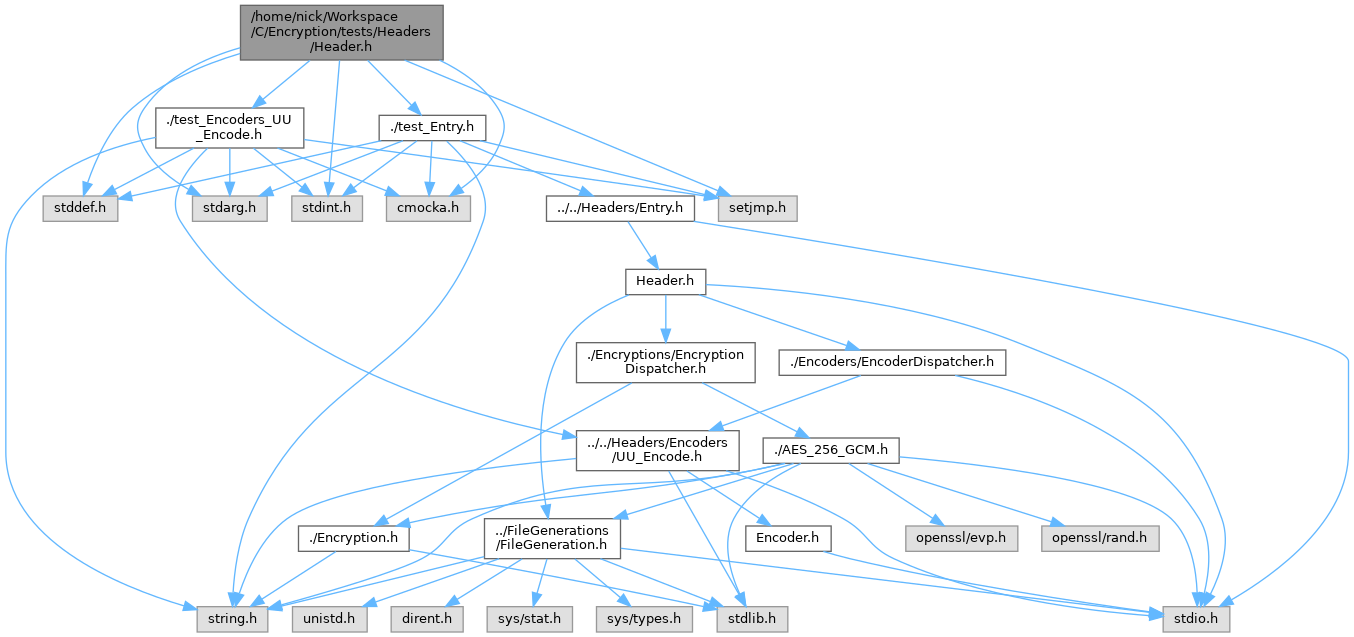 /home/nick/Workspace
/C/Encryption/tests/Headers
/Header.h
./test_Encoders_UU
_Encode.h
./test_Entry.h
stddef.h
stdarg.h
stdint.h
cmocka.h
../../Headers/Entry.h
setjmp.h
Header.h
./Encryptions/Encryption
Dispatcher.h
./Encoders/EncoderDispatcher.h
../../Headers/Encoders
/UU_Encode.h
./AES_256_GCM.h
./Encryption.h
../FileGenerations
/FileGeneration.h
Encoder.h
openssl/evp.h
openssl/rand.h
string.h
unistd.h
dirent.h
sys/stat.h
sys/types.h
stdlib.h
stdio.h